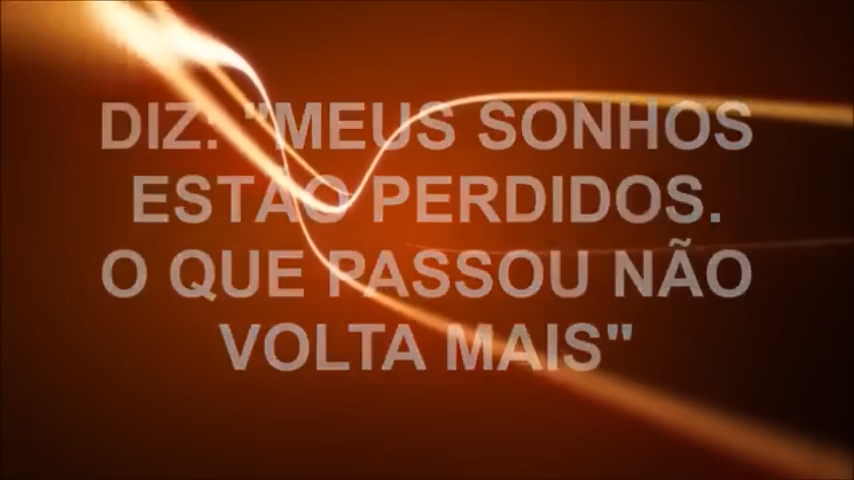 DIZ: "MEUS SONHOS
ESTÃO PERDIDOS.
O QUE PASSOU NÃO
VOLTA MAIS"